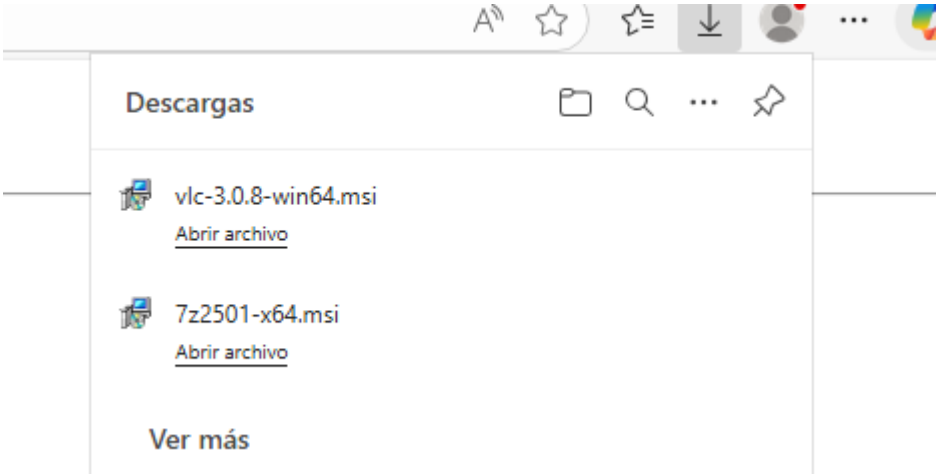 Descargas
vlc-3.0.8-win64.msi
Abrir archivo
7z2501-x64.msi
Abrir archivo
Ver más